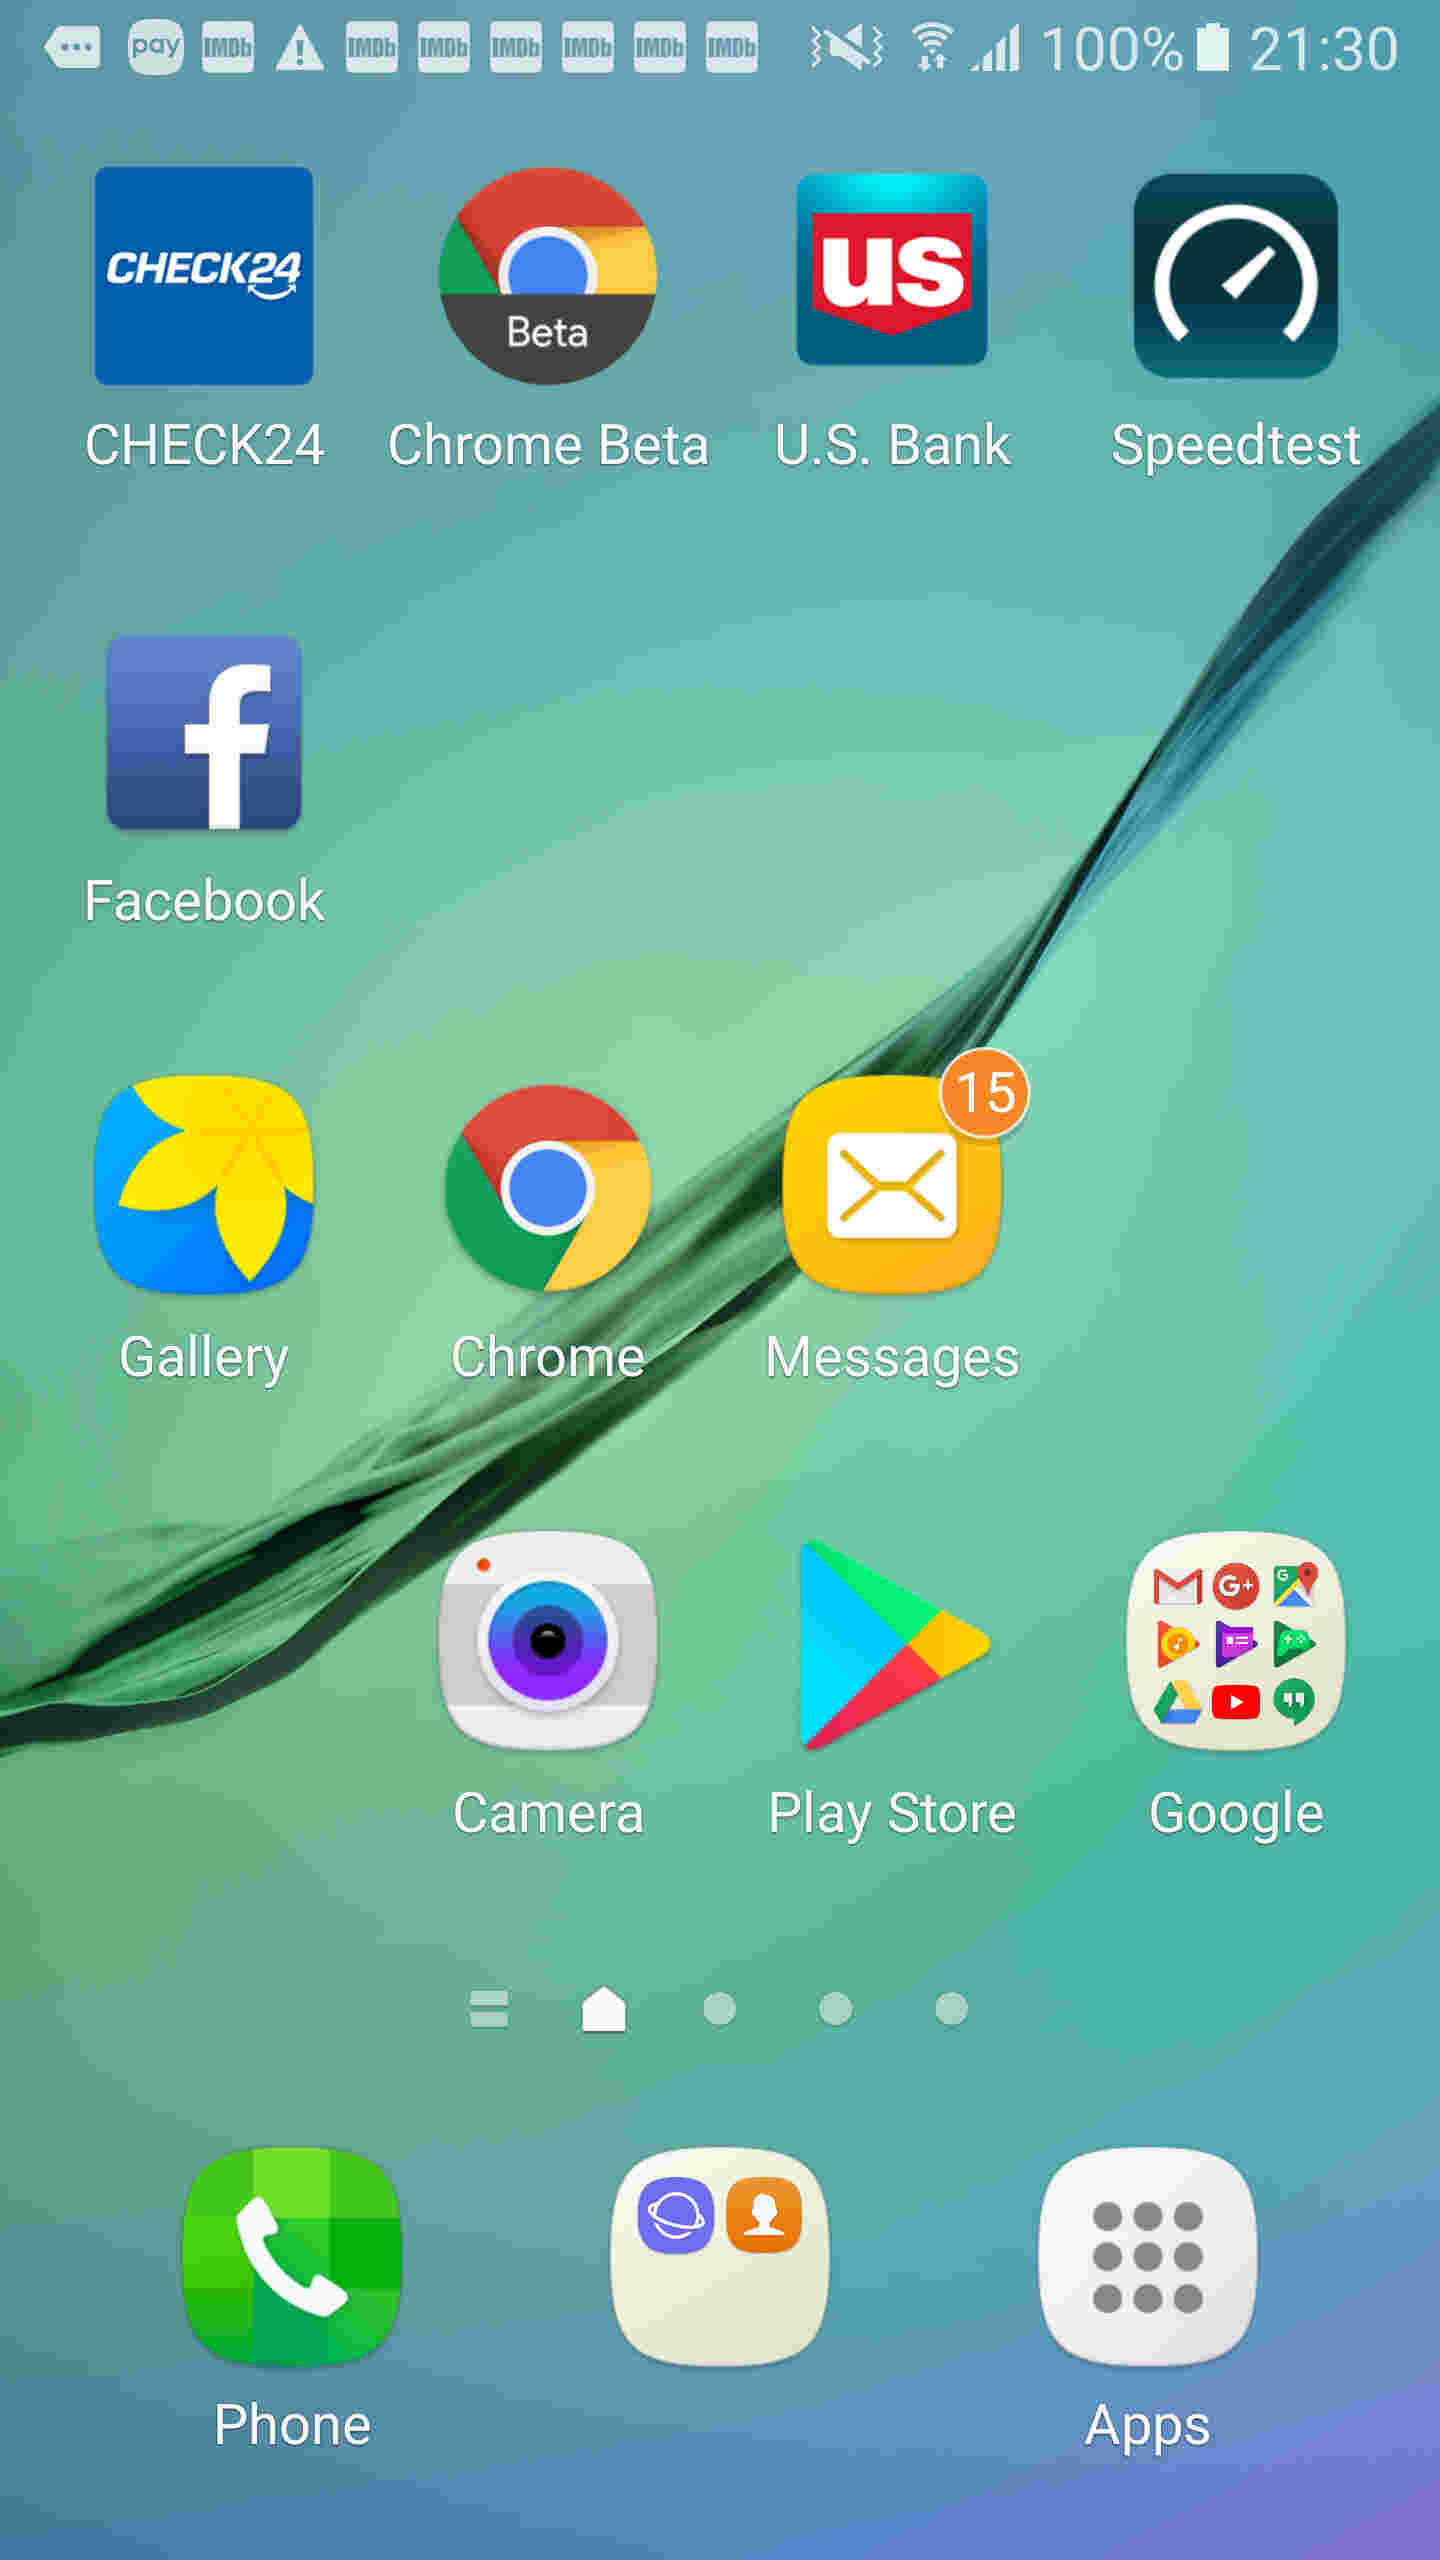 pay IMDb IMDb IMDb IMDb IMDb IMDb IMDb 100% 21:30
CHECK24
Beta
us
CHECK24 Chrome Beta U.S. Bank Speedtest
f
Facebook
15
Gallery Chrome Messages
G+ G
Camera Play Store Google
Phone Apps